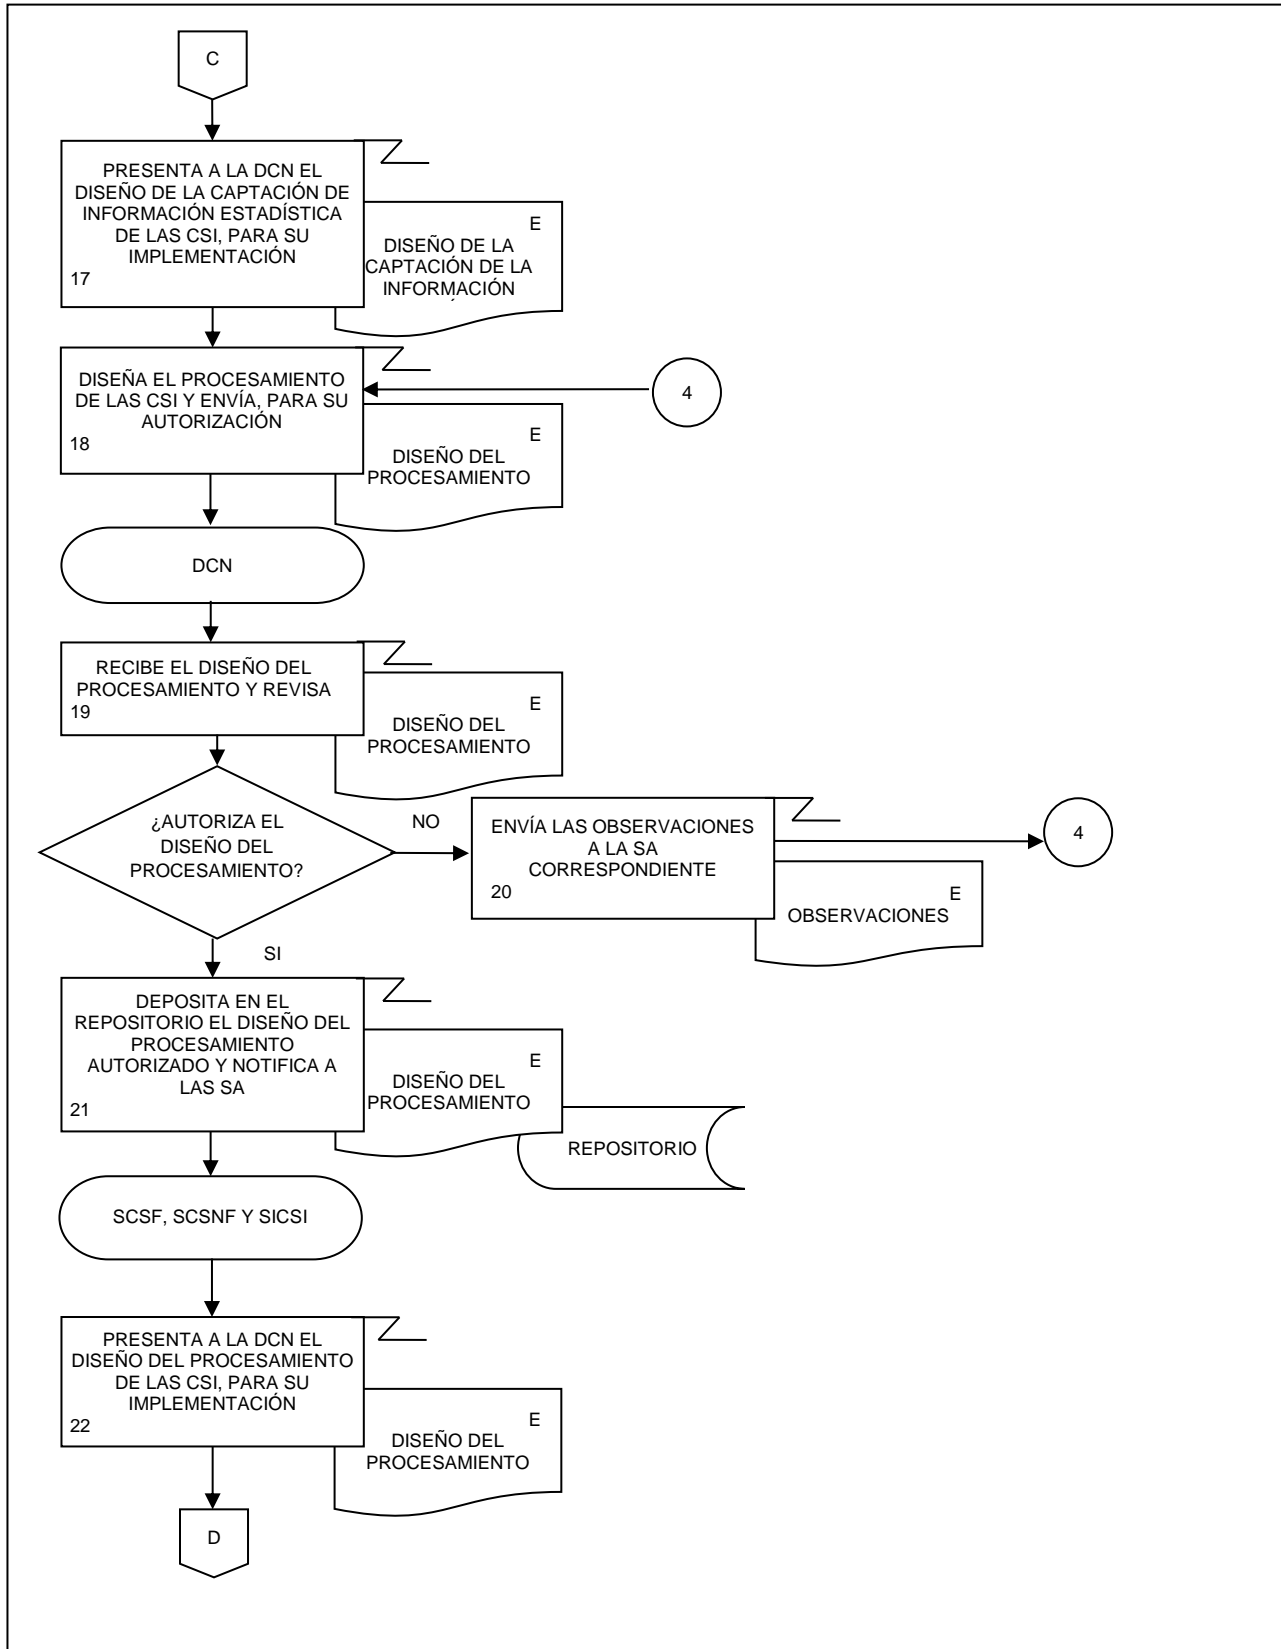 C
PRESENTA A LA DCN EL
DISEÑO DE LA CAPTACIÓN DE
INFORMACIÓN ESTADÍSTICA
DE LAS CSI, PARA SU
IMPLEMENTACIÓN
17
E
DISEÑO DE LA
CAPTACIÓN DE LA
INFORMACIÓN
DISEÑA EL PROCESAMIENTO
DE LAS CSI Y ENVÍA, PARA SU
AUTORIZACIÓN
18
4
E
DISEÑO DEL
PROCESAMIENTO
DCN
RECIBE EL DISEÑO DEL
PROCESAMIENTO Y REVISA
19
E
DISEÑO DEL
PROCESAMIENTO
¿AUTORIZA EL
DISEÑO DEL
PROCESAMIENTO?
NO
ENVÍA LAS OBSERVACIONES
A LA SA
CORRESPONDIENTE
20
4
E
OBSERVACIONES
SI
DEPOSITA EN EL
REPOSITORIO EL DISEÑO DEL
PROCESAMIENTO
AUTORIZADO Y NOTIFICA A
LAS SA
21
E
DISEÑO DEL
PROCESAMIENTO
REPOSITORIO
SCSF, SCSNF Y SICSI
PRESENTA A LA DCN EL
DISEÑO DEL PROCESAMIENTO
DE LAS CSI, PARA SU
IMPLEMENTACIÓN
22
E
DISEÑO DEL
PROCESAMIENTO
D